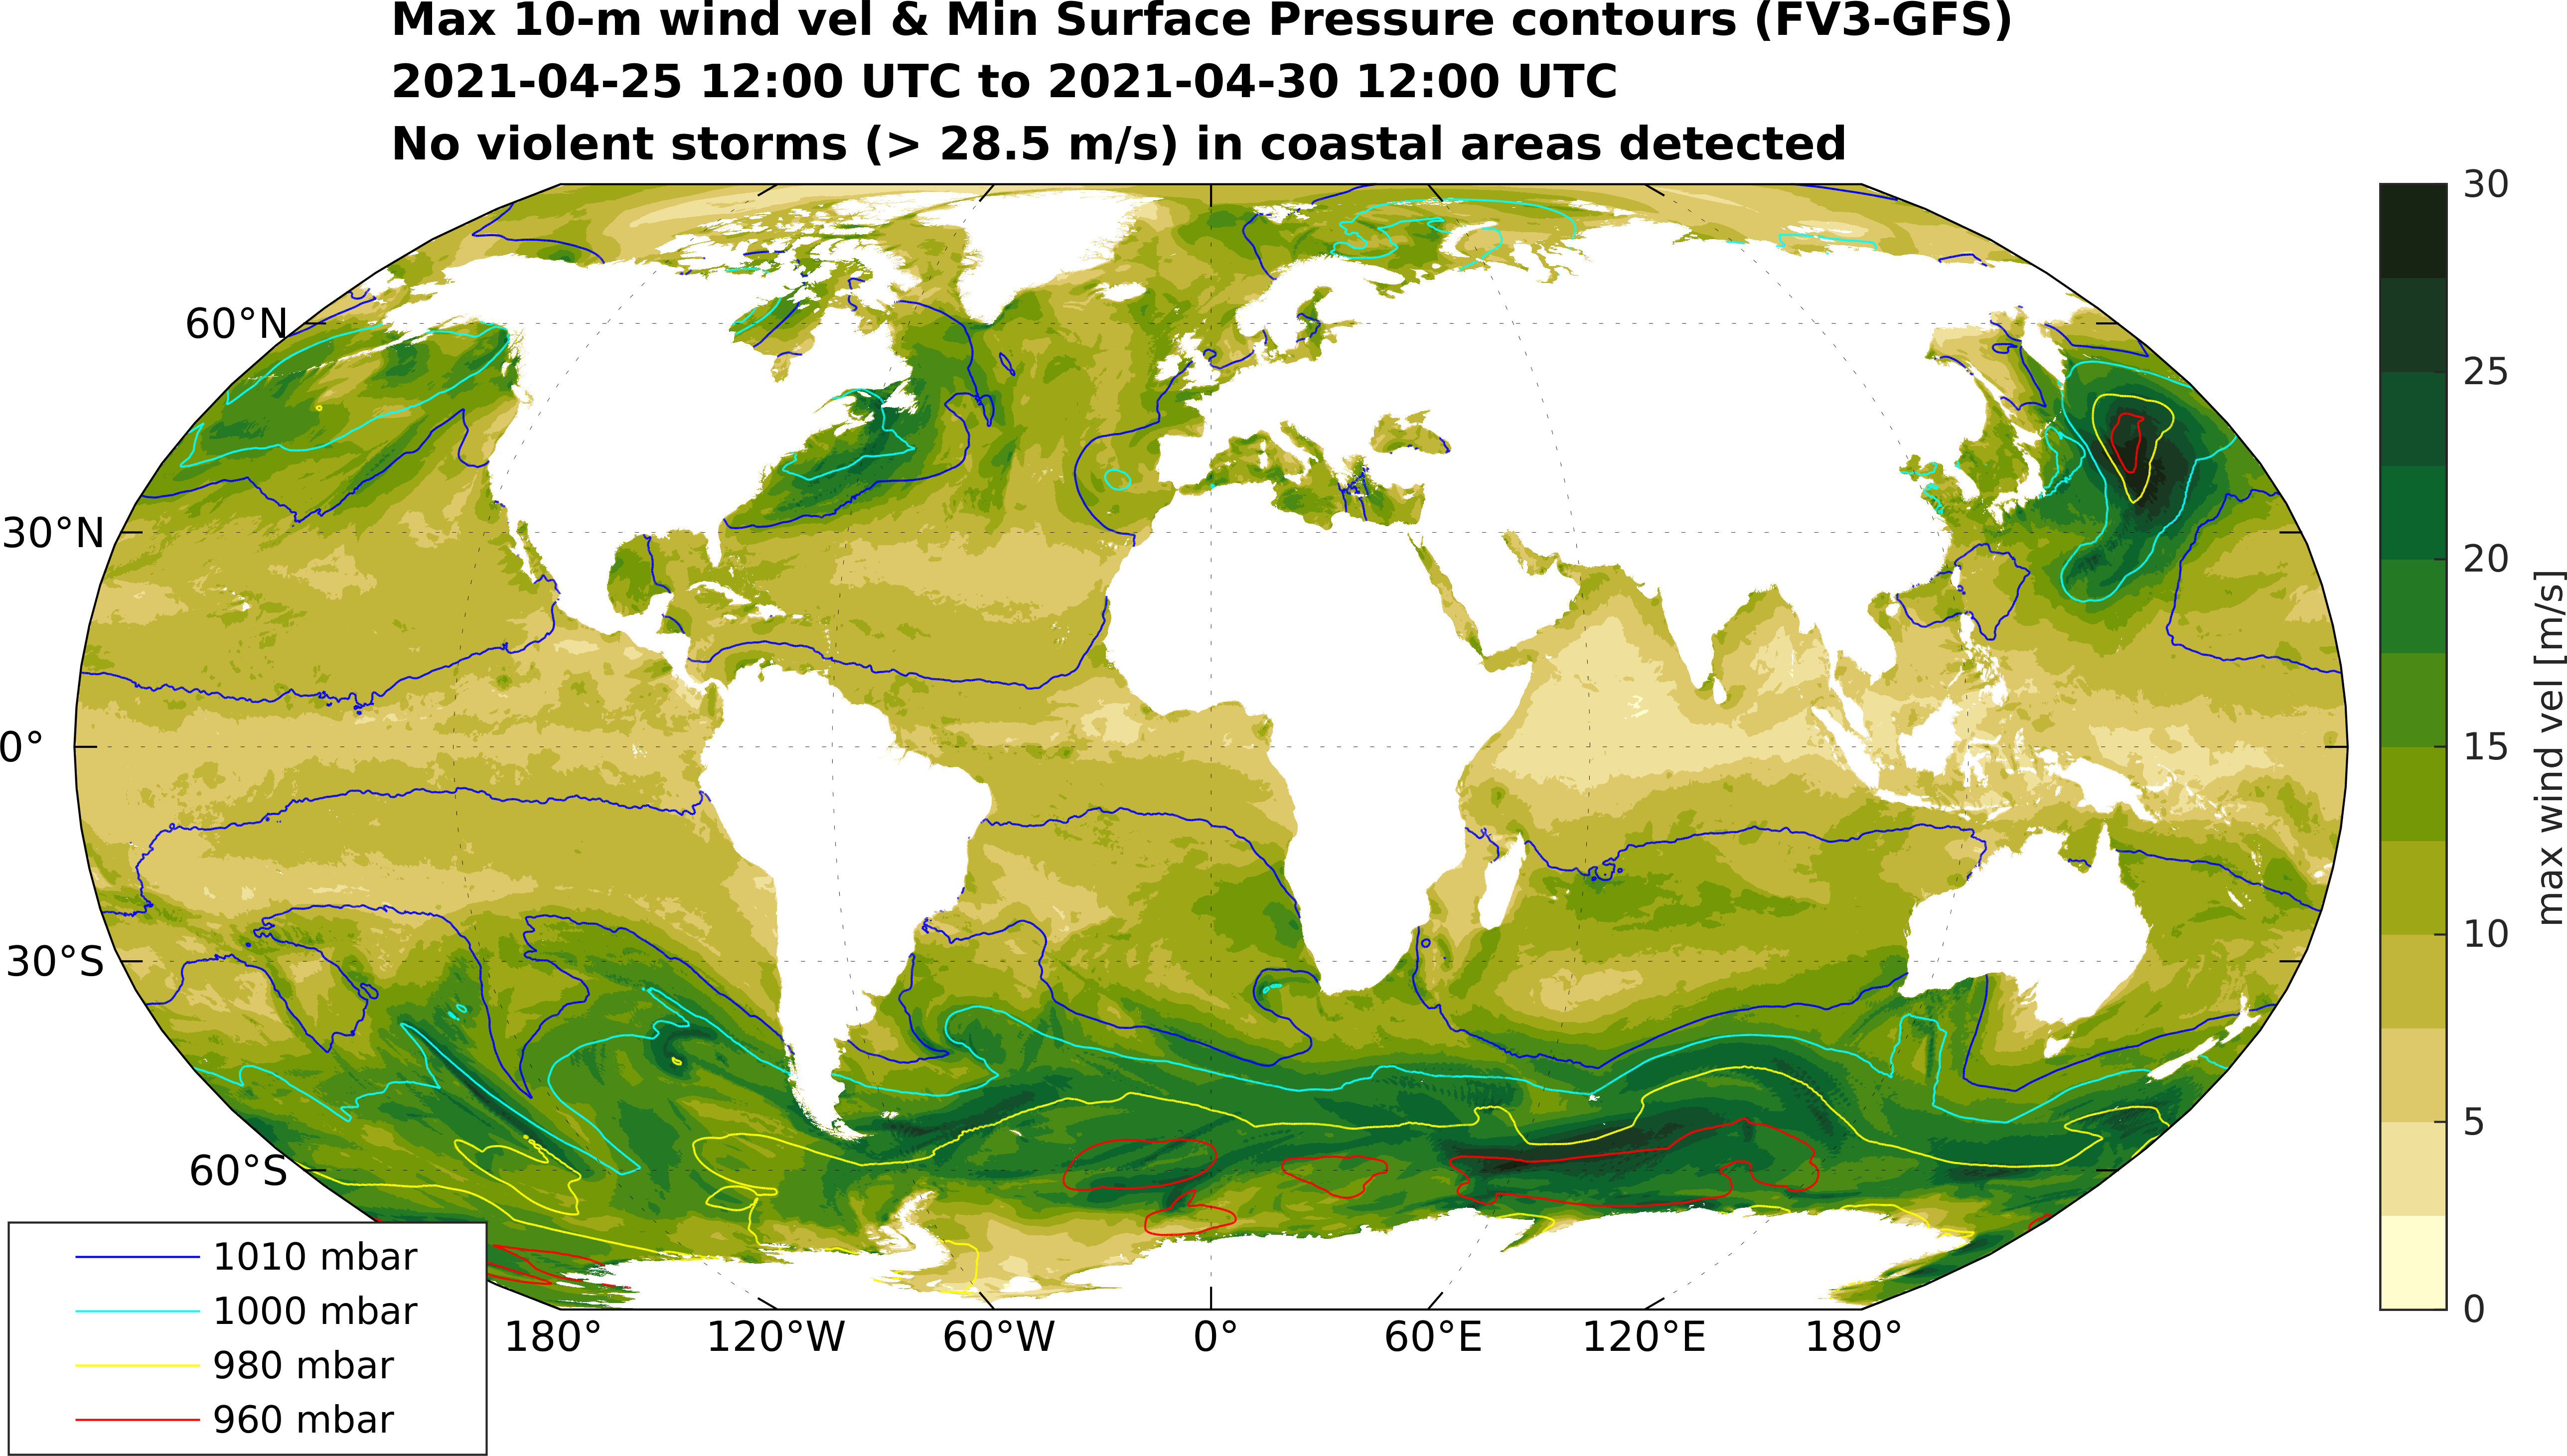 Max 10-m wind vel & Min Surface Pressure contours (FV3-GFS)
2021-04-25 12:00 UTC to 2021-04-30 12:00 UTC
No violent storms (> 28.5 m/s) in coastal areas detected
60°N
30°N
0°
30°S
60°S
180°
120°W
60°W
0°
60°E
120°E
180°
1010 mbar
1000 mbar
980 mbar
960 mbar
30
25
20
15
10
5
0
max wind vel [m/s]